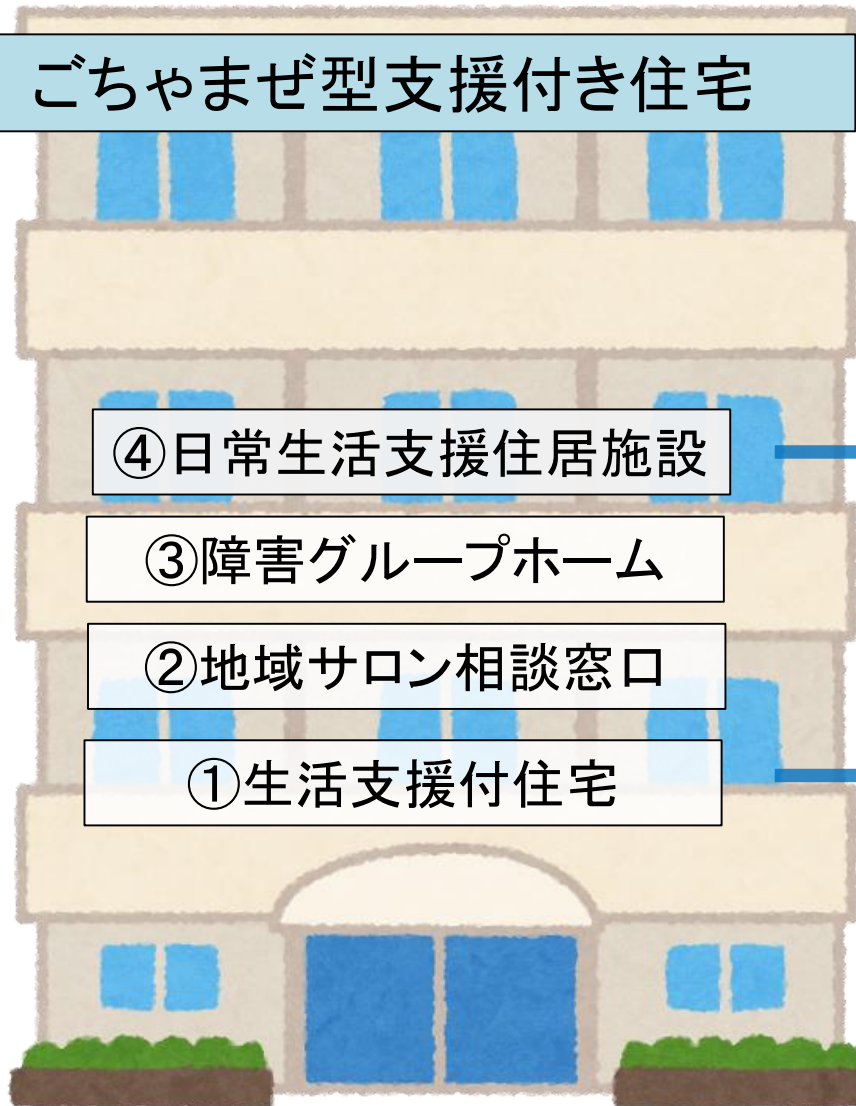 ごちゃまぜ型支援付き住宅
④日常生活支援住居施設
③障害グループホーム
②地域サロン相談窓口
①生活支援付住宅